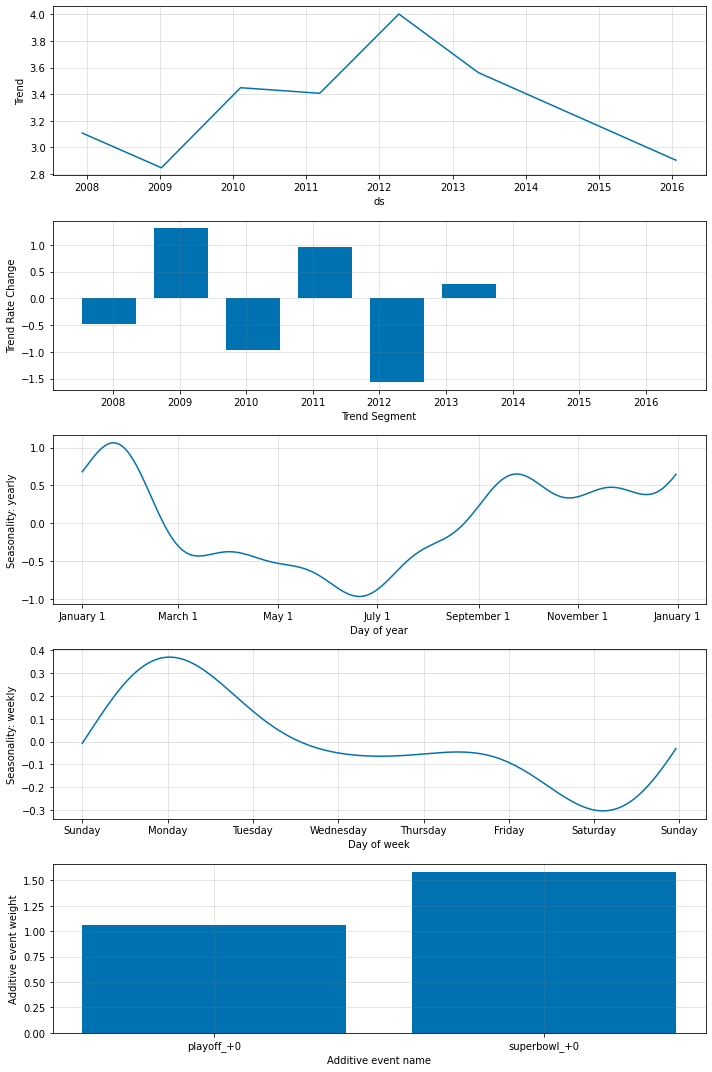 4.0
3.8
3.6
3.4
3.2
3.0
2.8
Trend
2008 2009 2010 2011 2012 2013 2014 2015 2016
ds
1.0
0.5
0.0
−0.5
−1.0
−1.5
Trend Rate Change
2008 2009 2010 2011 2012 2013 2014 2015 2016
Trend Segment
1.0
0.5
0.0
−0.5
−1.0
Seasonality: yearly
January 1 March 1 May 1 July 1 September 1 November 1 January 1
Day of year
0.4
0.3
0.2
0.1
0.0
−0.1
−0.2
−0.3
Seasonality: weekly
Sunday Monday Tuesday Wednesday Thursday Friday Saturday Sunday
Day of week
1.50
1.25
1.00
0.75
0.50
0.25
0.00
Additive event weight
playoff_+0 superbowl_+0
Additive event name